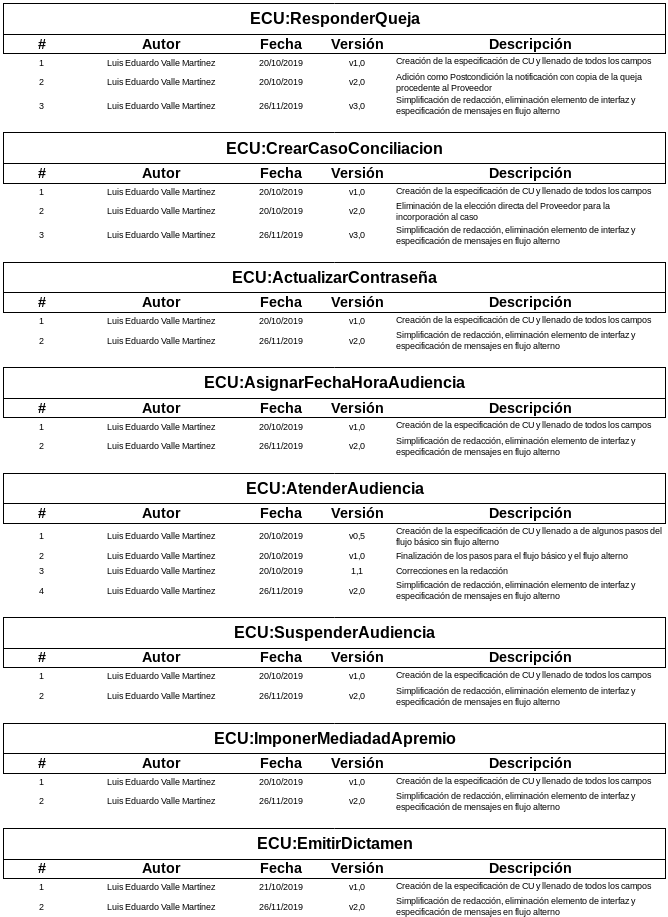 ECU:ResponderQueja
# Autor Fecha Versión Descripción
1 Luis Eduardo Valle Martínez 20/10/2019 v1,0 Creación de la especificación de CU y llenado de todos los campos
2 Luis Eduardo Valle Martínez 20/10/2019 v2,0 Adición como Postcondición la notificación con copia de la queja
procedente al Proveedor
3 Luis Eduardo Valle Martínez 26/11/2019 v3,0 Simplificación de redacción, eliminación elemento de interfaz y
especificación de mensajes en flujo alterno
ECU:CrearCasoConciliacion
# Autor Fecha Versión Descripción
1 Luis Eduardo Valle Martínez 20/10/2019 v1,0 Creación de la especificación de CU y llenado de todos los campos
2 Luis Eduardo Valle Martínez 20/10/2019 v2,0 Eliminación de la elección directa del Proveedor para la
incorporación al caso
3 Luis Eduardo Valle Martínez 26/11/2019 v3,0 Simplificación de redacción, eliminación elemento de interfaz y
especificación de mensajes en flujo alterno
ECU:ActualizarContraseña
# Autor Fecha Versión Descripción
1 Luis Eduardo Valle Martínez 20/10/2019 v1,0 Creación de la especificación de CU y llenado de todos los campos
2 Luis Eduardo Valle Martínez 26/11/2019 v2,0 Simplificación de redacción, eliminación elemento de interfaz y
especificación de mensajes en flujo alterno
ECU:AsignarFechaHoraAudiencia
# Autor Fecha Versión Descripción
1 Luis Eduardo Valle Martínez 20/10/2019 v1,0 Creación de la especificación de CU y llenado de todos los campos
2 Luis Eduardo Valle Martínez 26/11/2019 v2,0 Simplificación de redacción, eliminación elemento de interfaz y
especificación de mensajes en flujo alterno
ECU:AtenderAudiencia
# Autor Fecha Versión Descripción
1 Luis Eduardo Valle Martínez 20/10/2019 v0,5 Creación de la especificación de CU y llenado a de algunos pasos del
flujo básico sin flujo alterno
2 Luis Eduardo Valle Martínez 20/10/2019 v1,0 Finalización de los pasos para el flujo básico y el flujo alterno
3 Luis Eduardo Valle Martínez 20/10/2019 1,1 Correcciones en la redacción
4 Luis Eduardo Valle Martínez 26/11/2019 v2,0 Simplificación de redacción, eliminación elemento de interfaz y
especificación de mensajes en flujo alterno
ECU:SuspenderAudiencia
# Autor Fecha Versión Descripción
1 Luis Eduardo Valle Martínez 20/10/2019 v1,0 Creación de la especificación de CU y llenado de todos los campos
2 Luis Eduardo Valle Martínez 26/11/2019 v2,0 Simplificación de redacción, eliminación elemento de interfaz y
especificación de mensajes en flujo alterno
ECU:ImponerMediadadApremio
# Autor Fecha Versión Descripción
1 Luis Eduardo Valle Martínez 20/10/2019 v1,0 Creación de la especificación de CU y llenado de todos los campos
2 Luis Eduardo Valle Martínez 26/11/2019 v2,0 Simplificación de redacción, eliminación elemento de interfaz y
especificación de mensajes en flujo alterno
ECU:EmitirDictamen
# Autor Fecha Versión Descripción
1 Luis Eduardo Valle Martínez 21/10/2019 v1,0 Creación de la especificación de CU y llenado de todos los campos
2 Luis Eduardo Valle Martínez 26/11/2019 v2,0 Simplificación de redacción, eliminación elemento de interfaz y
especificación de mensajes en flujo alterno